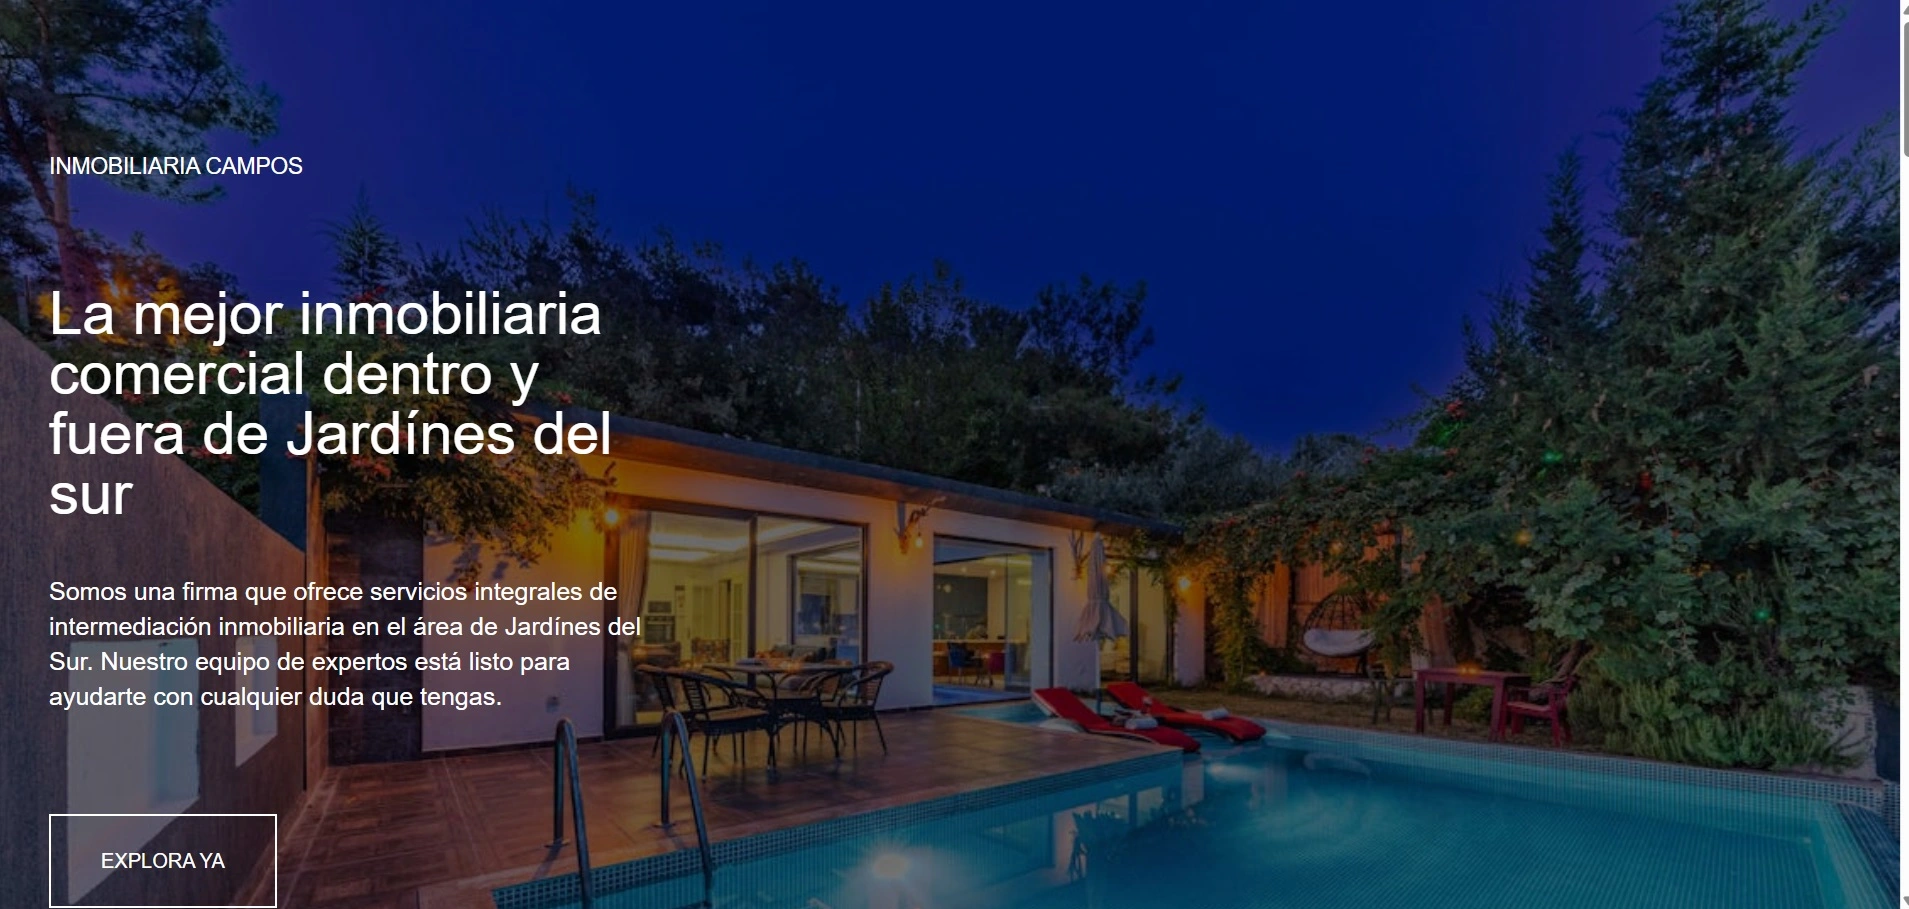 INMOBILIARIA CAMPOS
La mejor inmobiliaria
comercial dentro y
fuera de Jardínes del
sur
Somos una firma que ofrece servicios integrales de
intermediación inmobiliaria en el área de Jardínes del
Sur. Nuestro equipo de expertos está listo para
ayudarte con cualquier duda que tengas.
EXPLORA YA